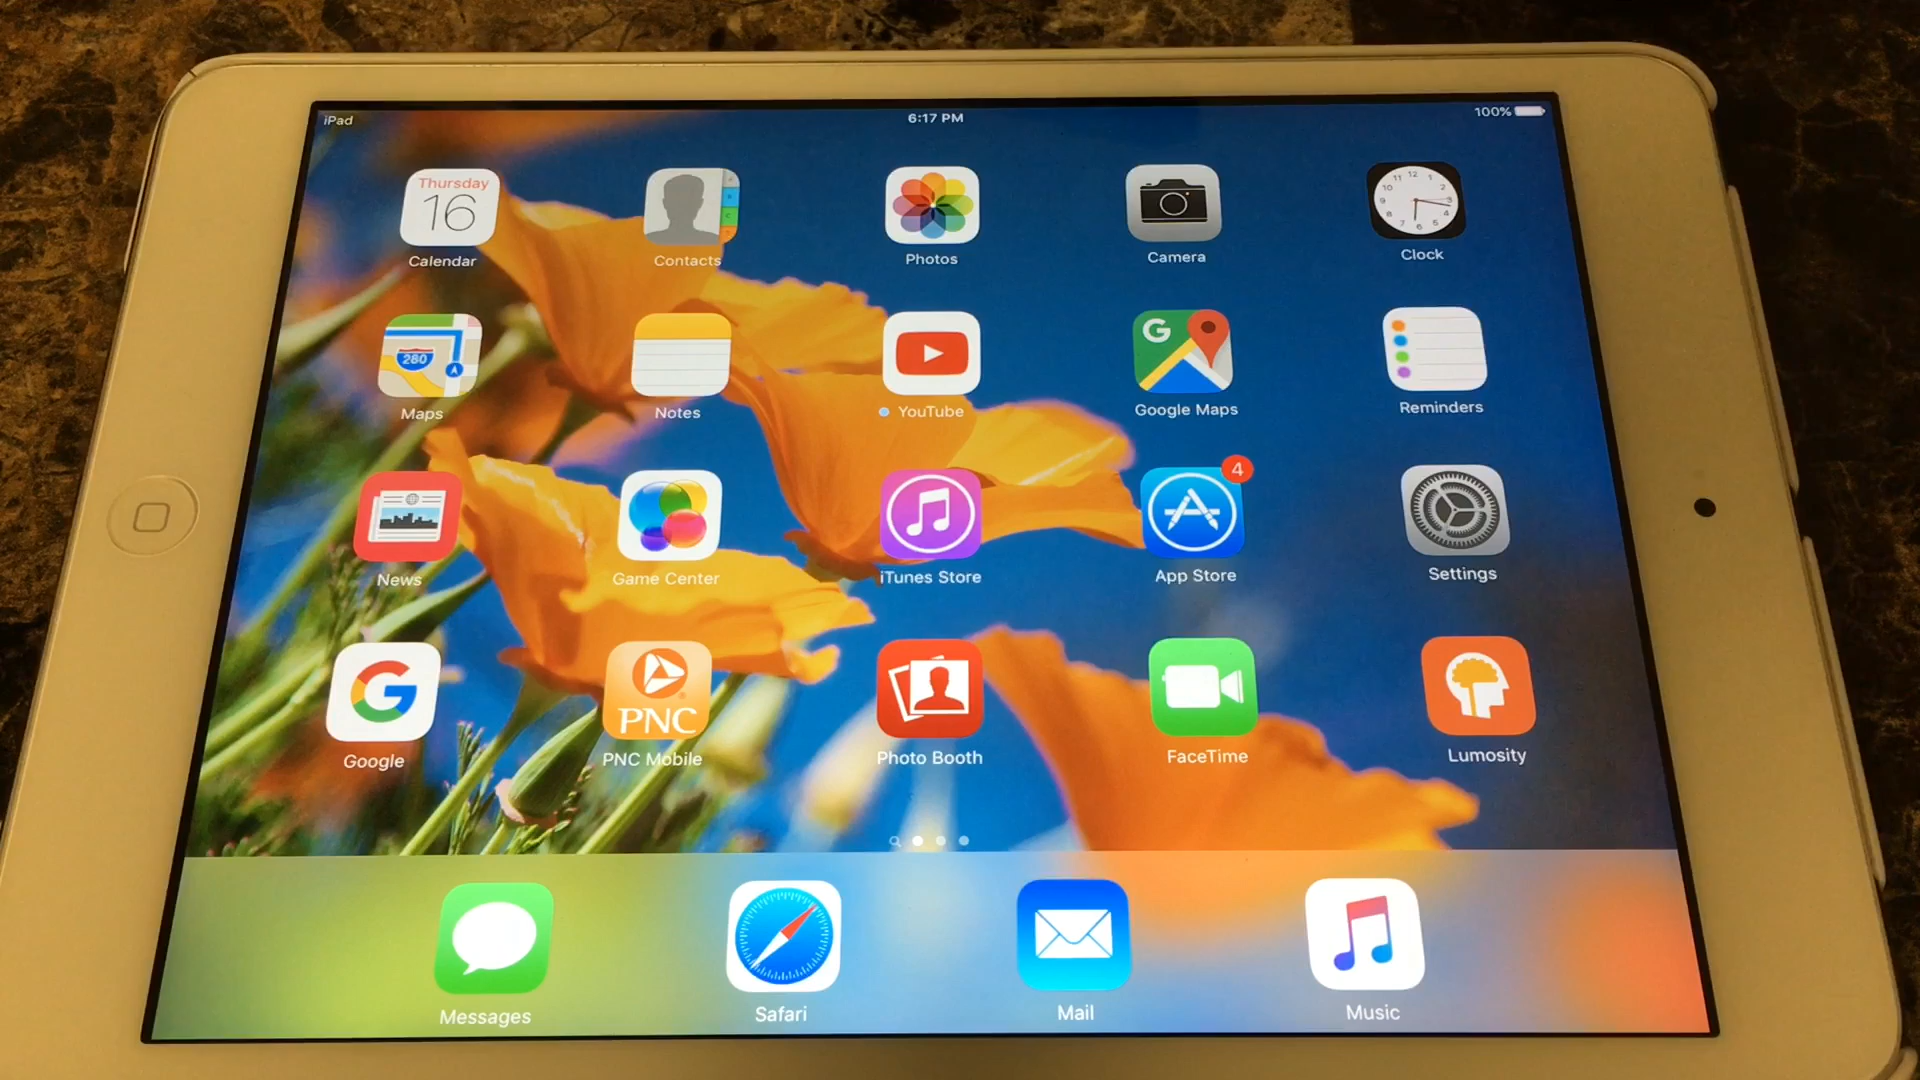 iPad 6:17 PM 100%
Thursday
16
Calendar Contacts Photos Camera Clock
280
G
Maps Notes YouTube Google Maps Reminders
4
News Game Center iTunes Store App Store Settings
G
PNC
Google PNC Mobile Photo Booth FaceTime Lumosity
Messages Safari Mail Music